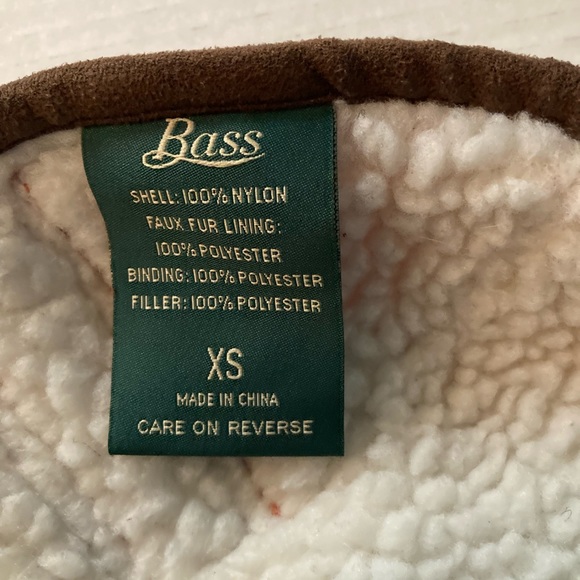 Bass
SHELL: 100% NYLON
FAUX FUR LINING:
100% POLYESTER
BINDING: 100% POLYESTER
FILLER: 100% POLYESTER
XS
MADE IN CHINA
CARE ON REVERSE